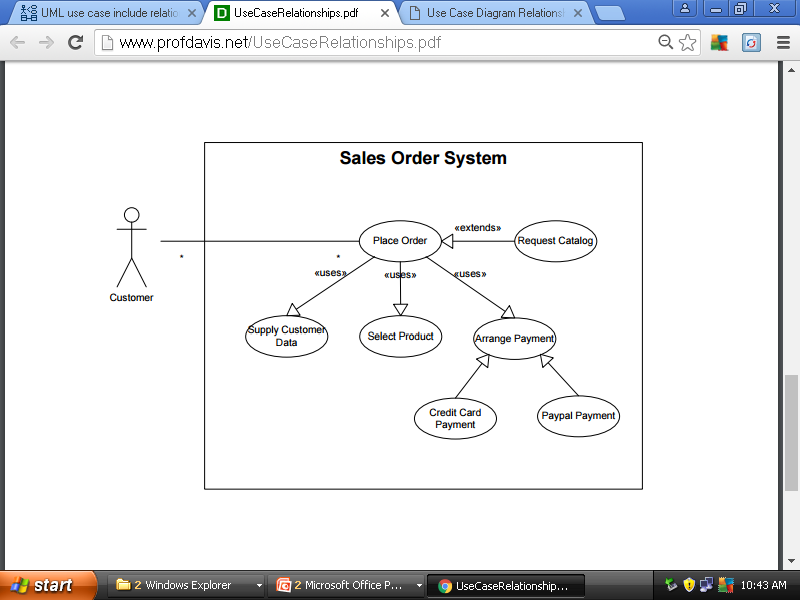 UML use case include relatio
UseCaseRelationships.pdf
Use Case Diagram Relations
www.profdavis.net/UseCaseRelationships.pdf
Sales Order System
«extends»
Place Order
Request Catalog
*
*
«uses»
«uses»
«uses»
Customer
Supply Customer
Data
Select Product
Arrange Payment
Credit Card
Payment
Paypal Payment
start
2 Windows Explorer
2 Microsoft Office P...
UseCaseRelationship...
10:43 AM